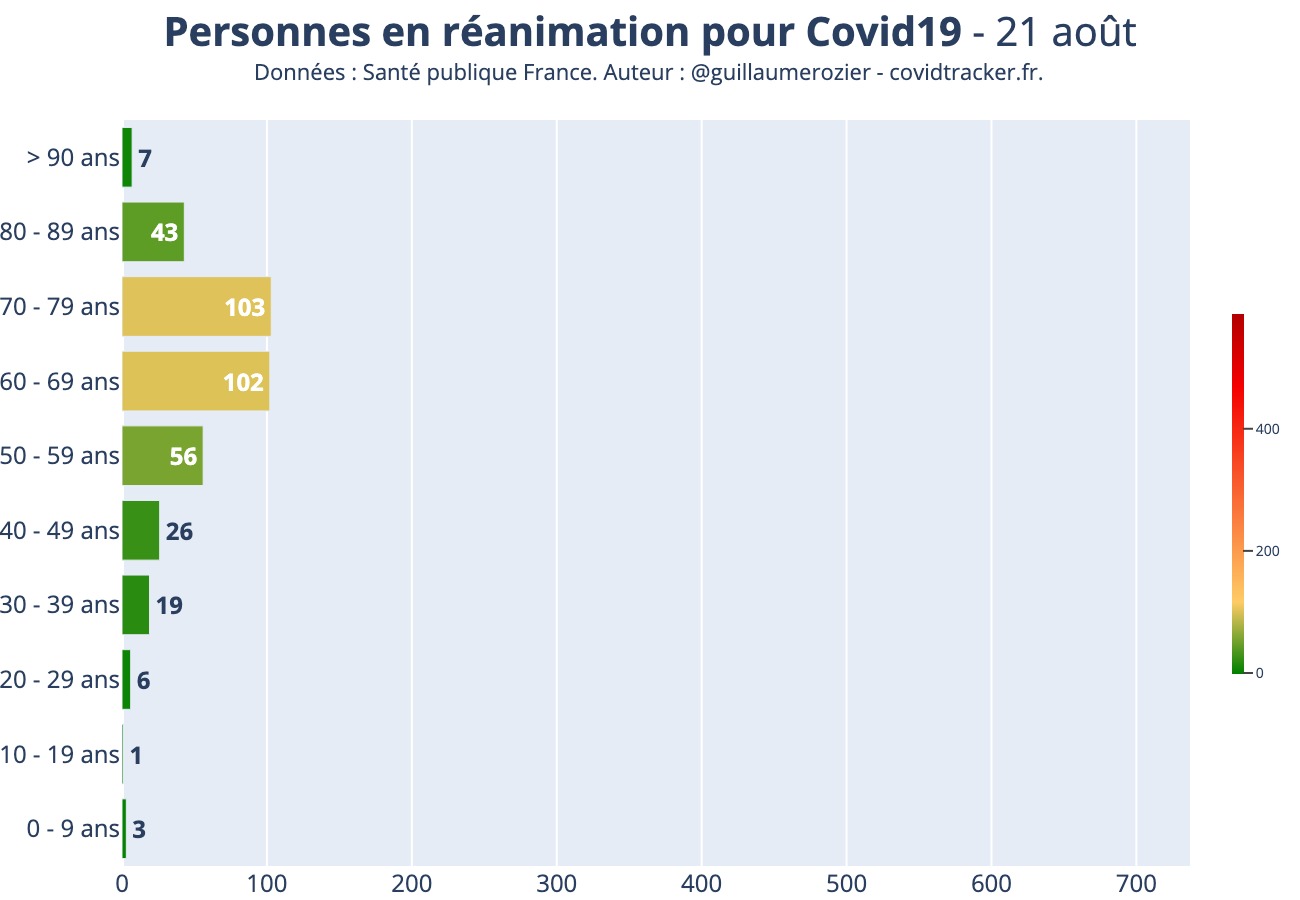 Personnes en réanimation pour Covid19 - 21 août
Données : Santé publique France. Auteur : @guillaumerozier - covidtracker.fr.
> 90 ans 7
80 - 89 ans 43
70 - 79 ans 103
60 - 69 ans 102
50 - 59 ans 56
40 - 49 ans 26
30 - 39 ans 19
20 - 29 ans 6
10 - 19 ans 1
0 - 9 ans 3
0 100 200 300 400 500 600 700
400
200
0